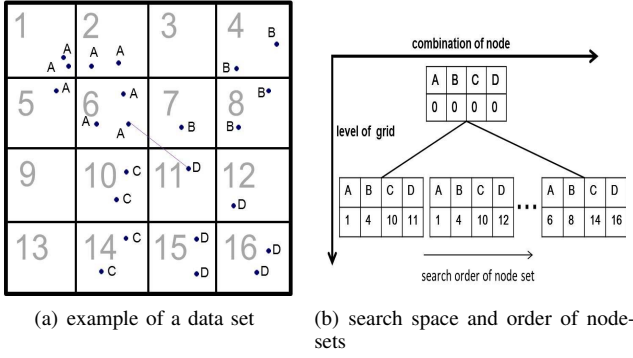 1 2 3 4
A A A A B B
5 6 7 8
A A A A B B B
9 10 11 12
C C D D
13 14 15 16
C C D D D D
(a) example of a data set
combination of node
level of grid
A B C D
0 0 0 0
A B C D A B C D ... A B C D
1 4 10 11 1 4 10 12 6 8 14 16
search order of node set
(b) search space and order of node-
sets